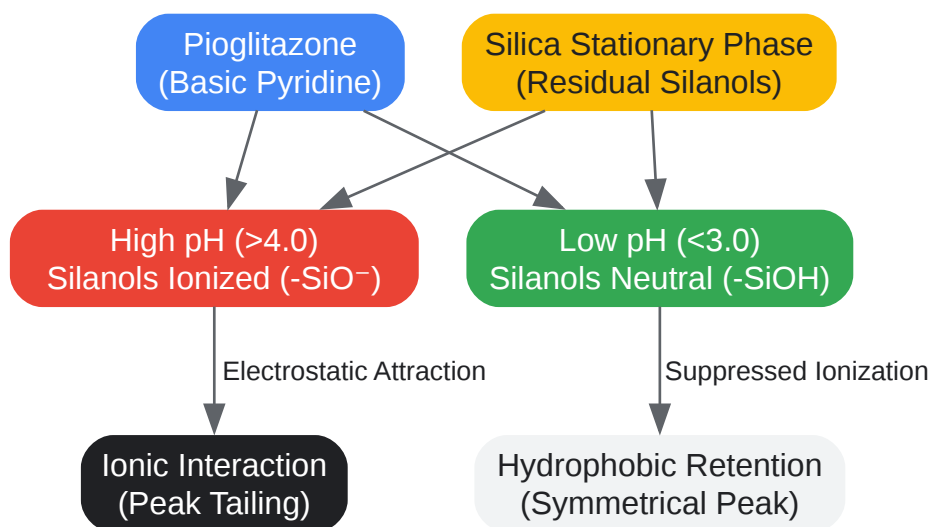 Pioglitazone
(Basic Pyridine)
Silica Stationary Phase
(Residual Silanols)
High pH (>4.0)
Silanols Ionized (-SiO⁻)
Low pH (<3.0)
Silanols Neutral (-SiOH)
Electrostatic Attraction
Suppressed Ionization
Ionic Interaction
(Peak Tailing)
Hydrophobic Retention
(Symmetrical Peak)